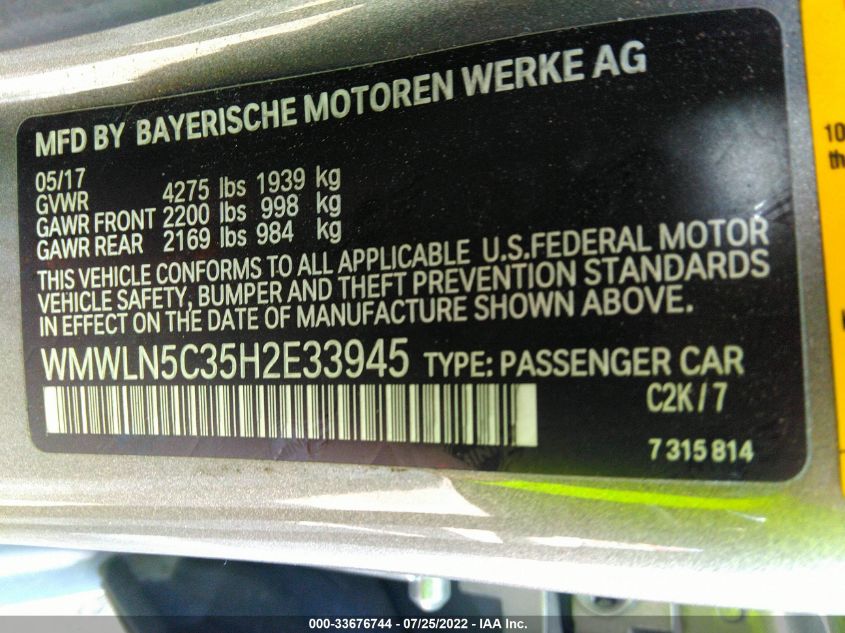 MFD BY BAYERISCHE MOTOREN WERKE AG
05/17
GVWR 4275 lbs 1939 kg
GAWR FRONT 2200 lbs 998 kg
GAWR REAR 2169 lbs 984 kg
THIS VEHICLE CONFORMS TO ALL APPLICABLE U.S.FEDERAL MOTOR
VEHICLE SAFETY, BUMPER AND THEFT PREVENTION STANDARDS
IN EFFECT ON THE DATE OF MANUFACTURE SHOWN ABOVE.
WMWLN5C35H2E33945 TYPE: PASSENGER CAR
C2K/7
7315814
10
th
000-33676744 - 07/25/2022 - IAA Inc.